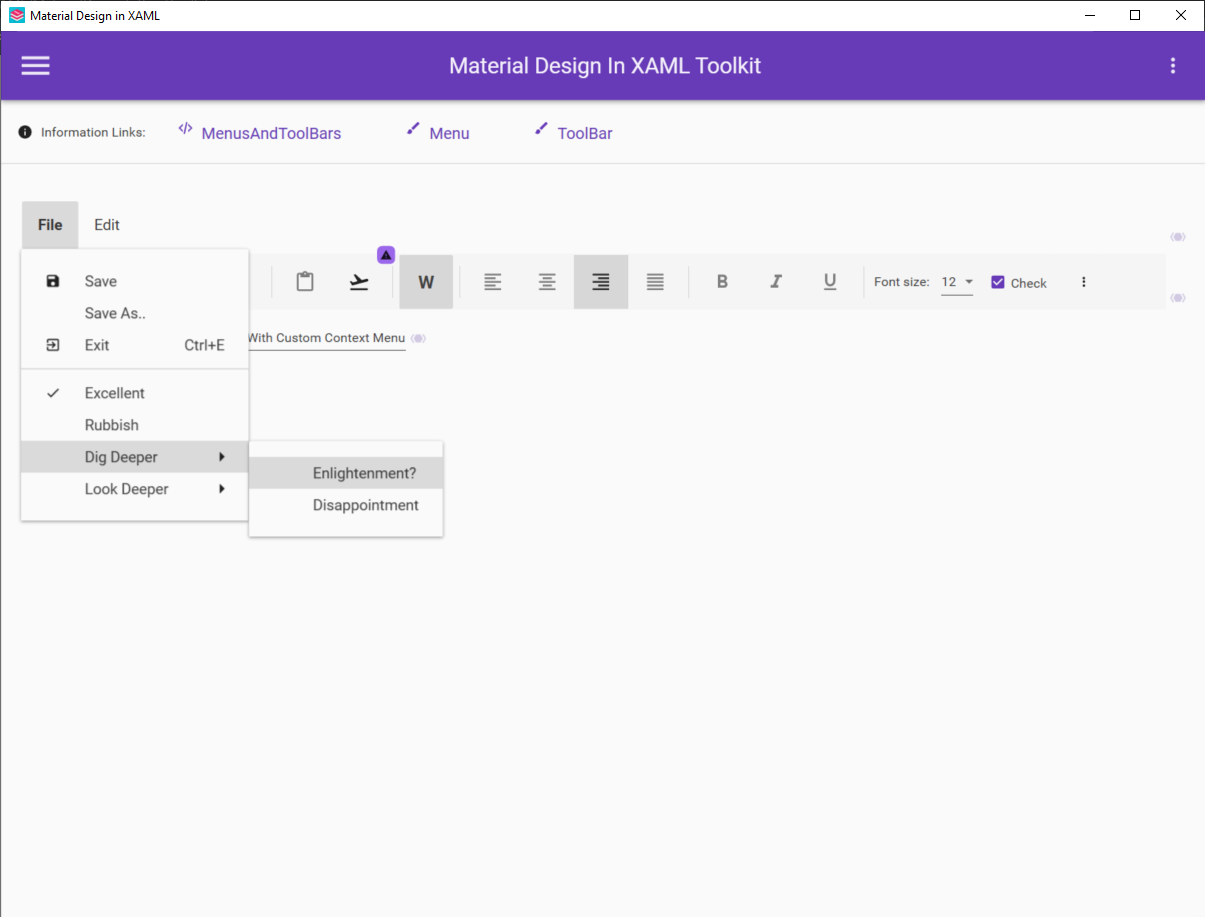 Material Design in XAML
Material Design In XAML Toolkit
Information Links: MenusAndToolBars Menu ToolBar
File Edit
Save
Save As..
Exit Ctrl+E
Excellent
Rubbish
Dig Deeper
Look Deeper
Enlightenment?
Disappointment
W B I U Font size: 12 Check
With Custom Context Menu